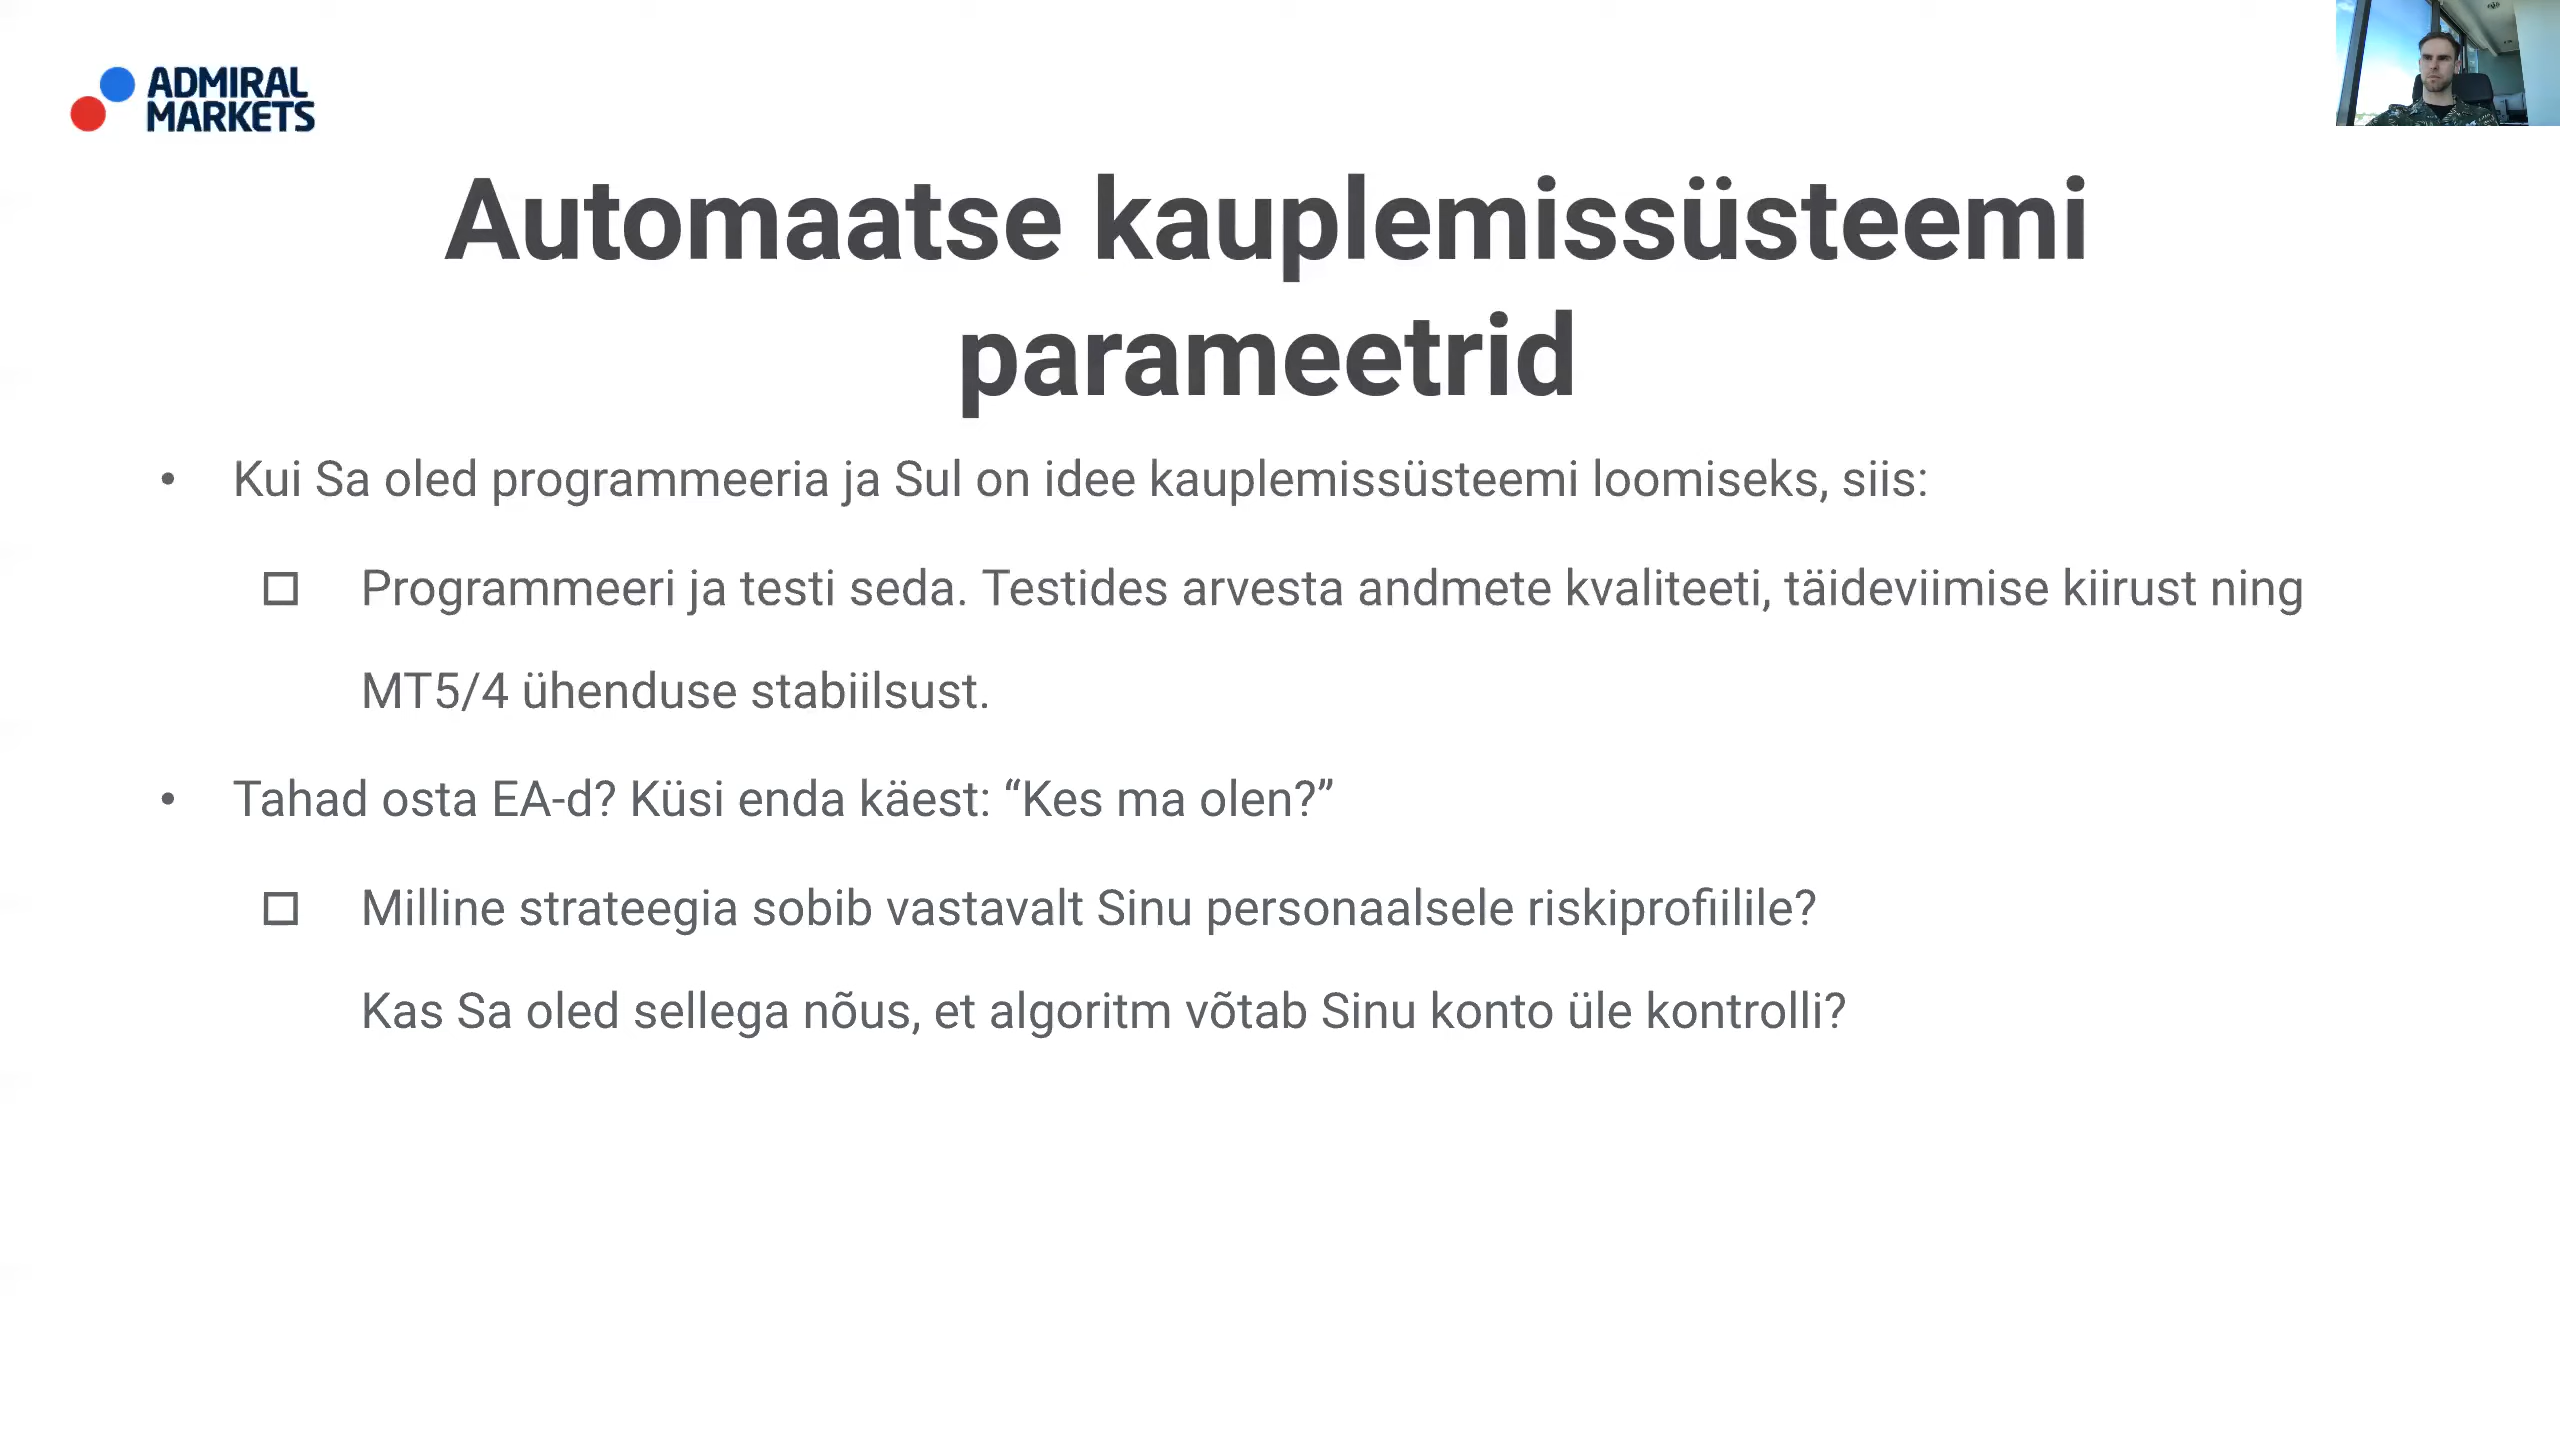 ADMIRAL
MARKETS
Automaatse kauplemissüsteemi
parameetrid
• Kui Sa oled programmeeria ja Sul on idee kauplemissüsteemi loomiseks, siis:
□ Programmeeri ja testi seda. Testides arvesta andmete kvaliteeti, täideviimise kiirust ning
MT5/4 ühenduse stabiilsust.
• Tahad osta EA-d? Küsi enda käest: “Kes ma olen?”
□ Milline strateegia sobib vastavalt Sinu personaalsele riskiprofiilile?
Kas Sa oled sellega nõus, et algoritm võtab Sinu konto üle kontrolli?